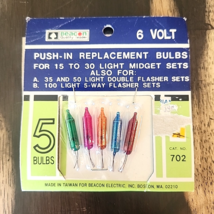 BEACON
6 VOLT
PUSH-IN REPLACEMENT BULBS
FOR 15 TO 30 LIGHT MIDGET SETS
ALSO FOR:
A. 35 AND 50 LIGHT DOUBLE FLASHER SETS
B. 100 LIGHT 5-WAY FLASHER SETS
5
BULBS
CAT. NO.
702
MADE IN TAIWAN FOR BEACON ELECTRIC, INC. BOSTON, MA. 02210